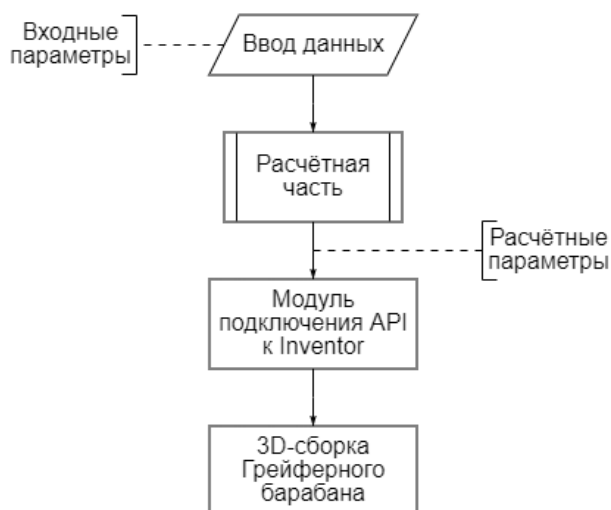 Входные
параметры
Ввод данных
Расчётная
часть
Расчётные
параметры
Модуль
подключения API
к Inventor
3D-сборка
Грейферного
барабана